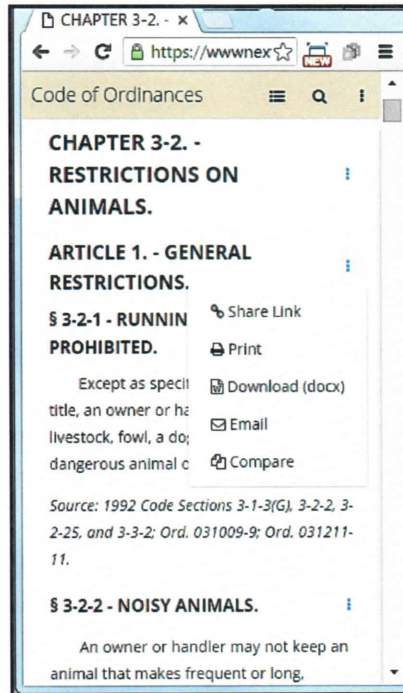 CHAPTER 3-2. - ×
https://wwwnex
NEW
Code of Ordinances
CHAPTER 3-2. -
RESTRICTIONS ON
ANIMALS.
ARTICLE 1. - GENERAL
RESTRICTIONS.
§ 3-2-1 - RUNNIN
PROHIBITED.
Share Link
Print
Download (docx)
Email
Compare
Except as specif
title, an owner or ha
livestock, fowl, a do
dangerous animal o
Source: 1992 Code Sections 3-1-3(G), 3-2-2, 3-
2-25, and 3-3-2; Ord. 031009-9; Ord. 031211-
11.
§ 3-2-2 - NOISY ANIMALS.
An owner or handler may not keep an
animal that makes frequent or long,